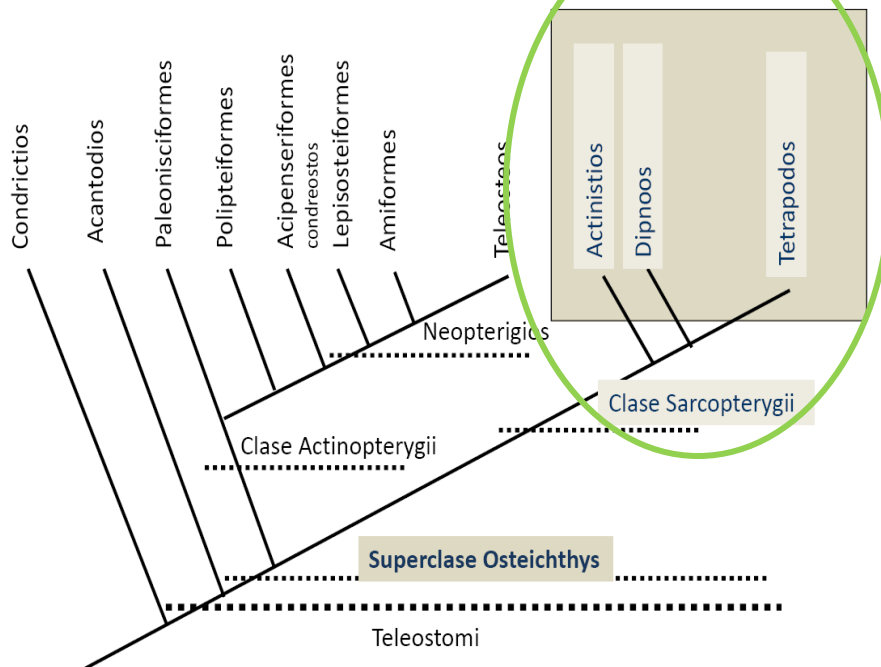 Condrictios
Acantodios
Paleonisciformes
Polipteiformes
Acipenseriformes
condreostos
Lepisosteiformes
Amiformes
Teleosteos
Actinistios
Dipnoos
Tetrapodos
Neopterigios
Clase Sarcopterygii
Clase Actinopterygii
Superclase Osteichthys
Teleostomi